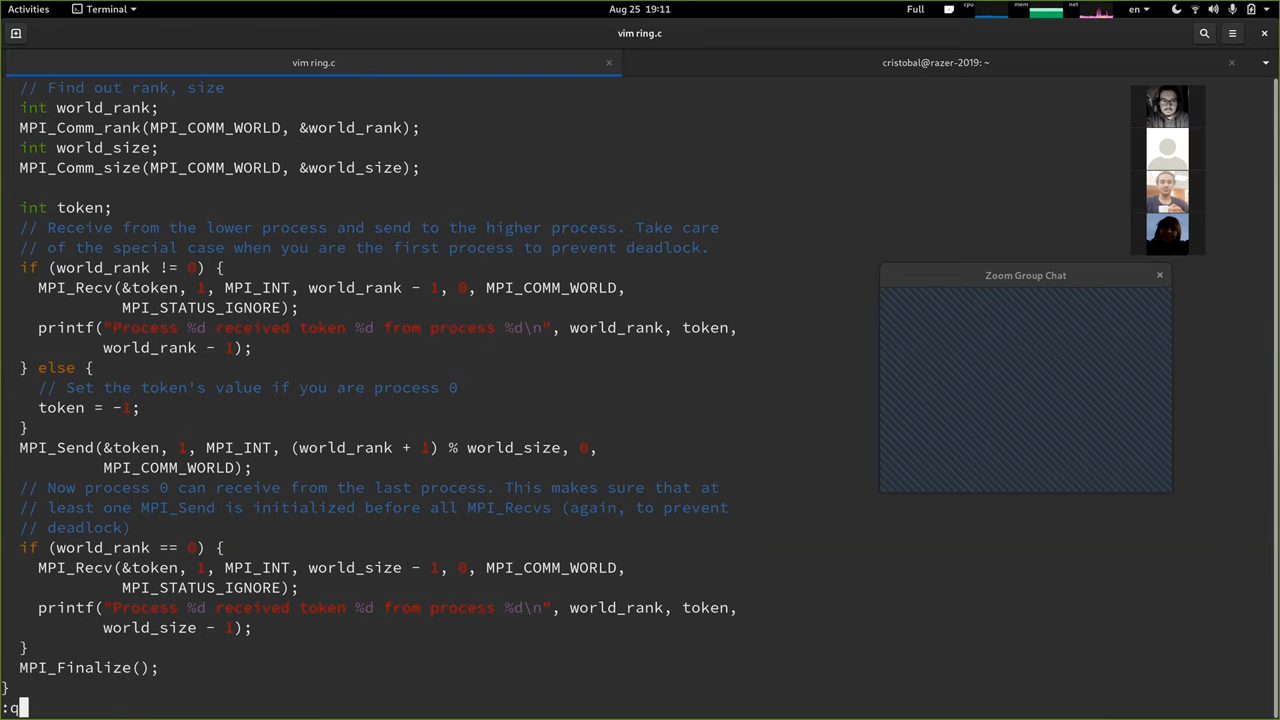 Activities
Terminal
Aug 25 19:11
Full
cpu
mem
net
en
vim ring.c
vim ring.c
cristobal@razer-2019: ~
// Find out rank, size
int world_rank;
MPI_Comm_rank(MPI_COMM_WORLD, &world_rank);
int world_size;
MPI_Comm_size(MPI_COMM_WORLD, &world_size);
int token;
// Receive from the lower process and send to the higher process. Take care
// of the special case when you are the first process to prevent deadlock.
if (world_rank != 0) {
MPI_Recv(&token, 1, MPI_INT, world_rank - 1, 0, MPI_COMM_WORLD,
MPI_STATUS_IGNORE);
printf("Process %d received token %d from process %d\n", world_rank, token,
world_rank - 1);
} else {
// Set the token's value if you are process 0
token = -1;
}
MPI_Send(&token, 1, MPI_INT, (world_rank + 1) % world_size, 0,
MPI_COMM_WORLD);
// Now process 0 can receive from the last process. This makes sure that at
// least one MPI_Send is initialized before all MPI_Recvs (again, to prevent
// deadlock)
if (world_rank == 0) {
MPI_Recv(&token, 1, MPI_INT, world_size - 1, 0, MPI_COMM_WORLD,
MPI_STATUS_IGNORE);
printf("Process %d received token %d from process %d\n", world_rank, token,
world_size - 1);
}
MPI_Finalize();
}
:q
Zoom Group Chat